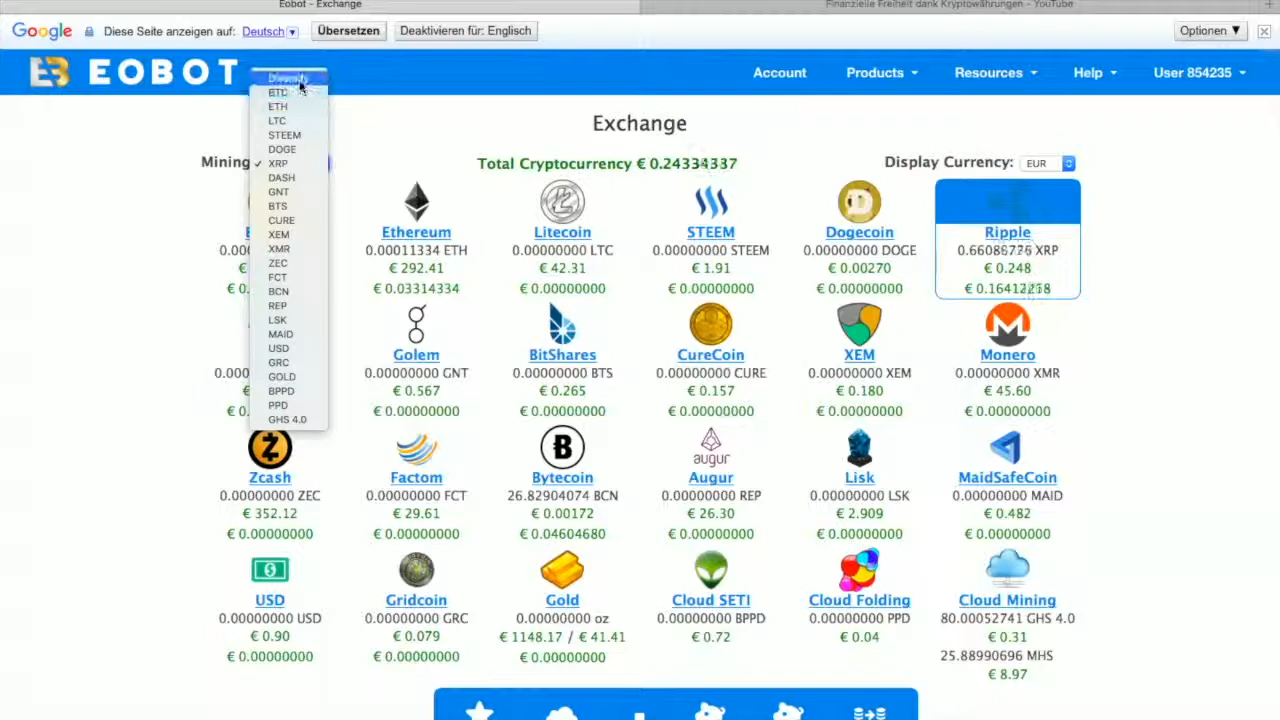 Eobot - Exchange
Finanzielle Freiheit dank Kryptowährungen - YouTube
Google Diese Seite anzeigen auf: Deutsch Übersetzen Deaktivieren für: Englisch Optionen ▼
EOBOT
Account Products Resources Help User 854235
Diversify
BTC
ETH
LTC
STEEM
DOGE
✓ XRP
DASH
GNT
BTS
CURE
XEM
XMR
ZEC
FCT
BCN
REP
LSK
MAID
USD
GRC
GOLD
BPPD
PPD
GHS 4.0
Exchange
Mining
Total Cryptocurrency € 0.24334337
Display Currency: EUR
Ethereum Litecoin STEEM Dogecoin Ripple
0.00011334 ETH 0.00000000 LTC 0.00000000 STEEM 0.00000000 DOGE 0.66088776 XRP
€ 292.41 € 42.31 € 1.91 € 0.00270 € 0.248
€ 0.03314334 € 0.00000000 € 0.00000000 € 0.00000000 € 0.16412218
Golem BitShares CureCoin XEM Monero
0.00000000 GNT 0.00000000 BTS 0.00000000 CURE 0.00000000 XEM 0.00000000 XMR
€ 0.567 € 0.265 € 0.157 € 0.180 € 45.60
€ 0.00000000 € 0.00000000 € 0.00000000 € 0.00000000 € 0.00000000
augur
Zcash Factom Bytecoin Augur Lisk MaidSafeCoin
0.00000000 ZEC 0.00000000 FCT 26.82904074 BCN 0.00000000 REP 0.00000000 LSK 0.00000000 MAID
€ 352.12 € 29.61 € 0.00172 € 26.30 € 2.909 € 0.482
€ 0.00000000 € 0.00000000 € 0.04604680 € 0.00000000 € 0.00000000 € 0.00000000
USD Gridcoin Gold Cloud SETI Cloud Folding Cloud Mining
0.00000000 USD 0.00000000 GRC 0.00000000 oz 0.00000000 BPPD 0.00000000 PPD 80.00052741 GHS 4.0
€ 0.90 € 0.079 € 1148.17 / € 41.41 € 0.72 € 0.04 € 0.31
€ 0.00000000 € 0.00000000 € 0.00000000 25.88990696 MHS
€ 8.97